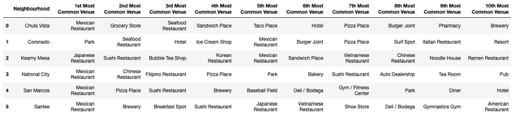 Neighbourhood 1st Most Common Venue 2nd Most Common Venue 3rd Most Common Venue 4th Most Common Venue 5th Most Common Venue 6th Most Common Venue 7th Most Common Venue 8th Most Common Venue 9th Most Common Venue 10th Most Common Venue
0 Chula Vista Mexican Restaurant Grocery Store Seafood Restaurant Sandwich Place Taco Place Hotel Pizza Place Burger Joint Pharmacy Brewery
1 Coronado Park Seafood Restaurant Hotel Ice Cream Shop Mexican Restaurant Burger Joint Pizza Place Surf Spot Italian Restaurant Resort
2 Kearny Mesa Japanese Restaurant Sushi Restaurant Bubble Tea Shop Korean Restaurant Mexican Restaurant Sandwich Place Vietnamese Restaurant Chinese Restaurant Noodle House Ramen Restaurant
3 National City Mexican Restaurant Chinese Restaurant Filipino Restaurant Pizza Place Park Bakery Sushi Restaurant Auto Dealership Tea Room Pub
4 San Marcos Mexican Restaurant Pizza Place Sushi Restaurant Brewery Baseball Field Deli / Bodega Gym / Fitness Center Park Diner Hotel
5 Santee Mexican Restaurant Brewery Breakfast Spot Sushi Restaurant Japanese Restaurant Vietnamese Restaurant Shoe Store Deli / Bodega Gymnastics Gym American Restaurant